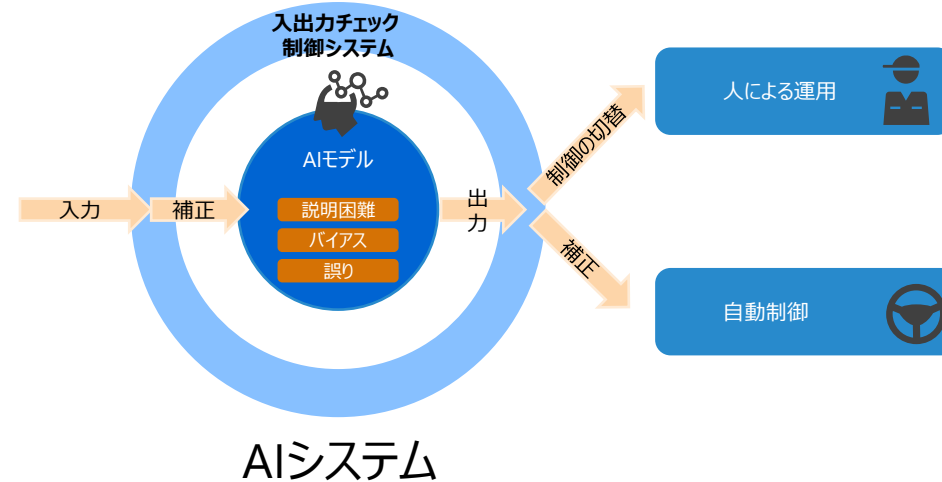 入出力チェック
制御システム
AIモデル
説明困難
バイアス
誤り
入力
補正
出
力
制御の切替
補正
人による運用
自動制御
AIシステム